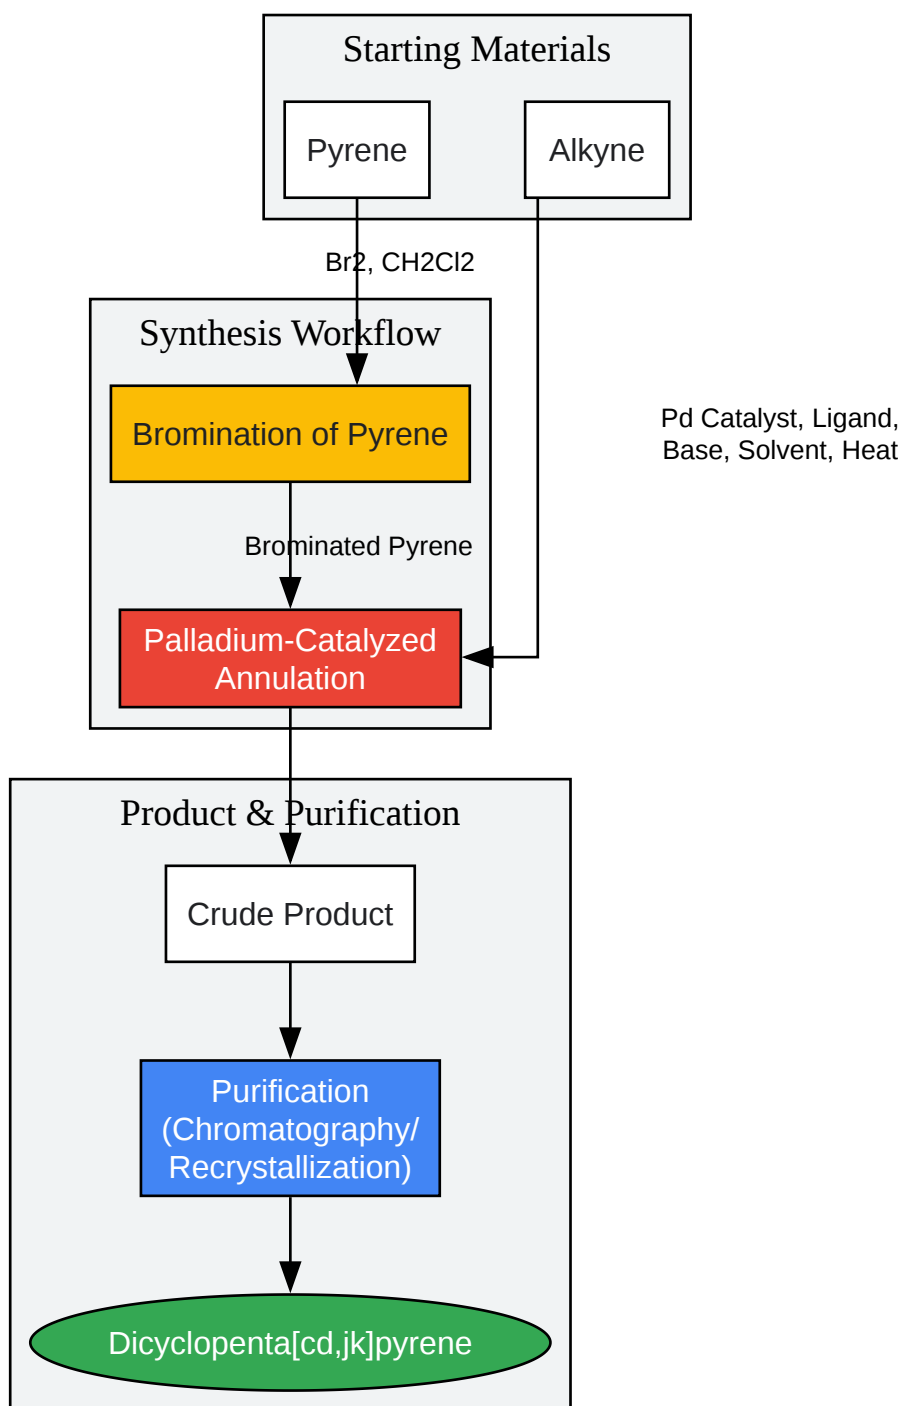 Starting Materials
Pyrene
Alkyne
Br2, CH2Cl2
Synthesis Workflow
Bromination of Pyrene
Pd Catalyst, Ligand,
Base, Solvent, Heat
Brominated Pyrene
Palladium-Catalyzed
Annulation
Product & Purification
Crude Product
Purification
(Chromatography/
Recrystallization)
Dicyclopenta[cd,jk]pyrene